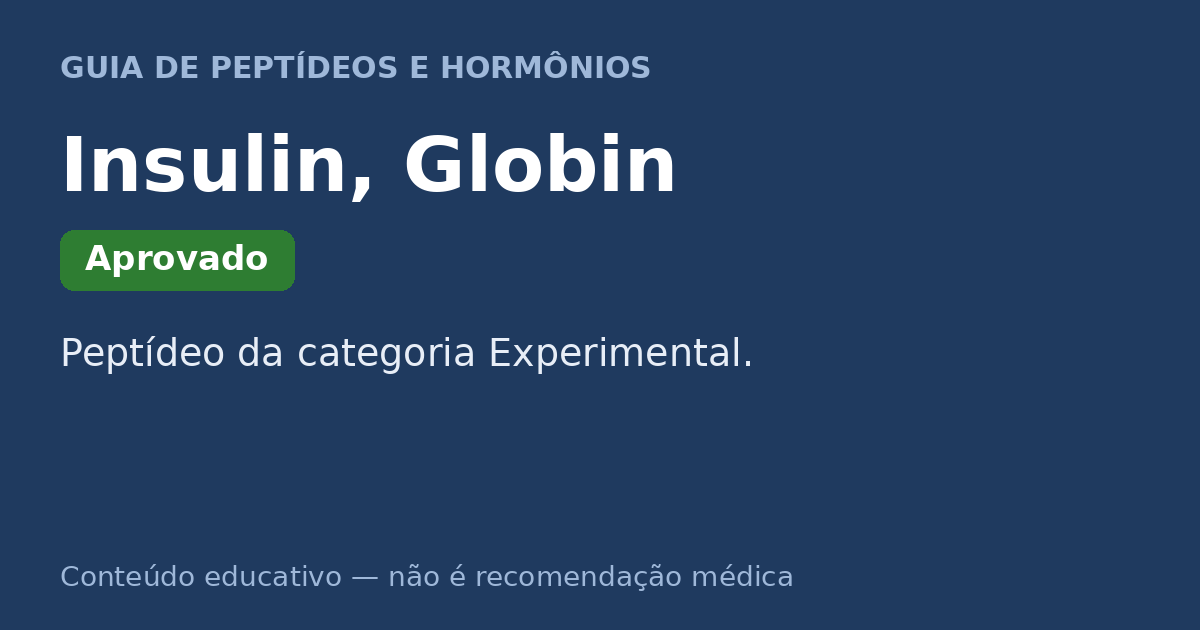 GUIA DE PEPTÍDEOS E HORMÔNIOS
Insulin, Globin
Aprovado
Peptídeo da categoria Experimental.
Conteúdo educativo — não é recomendação médica